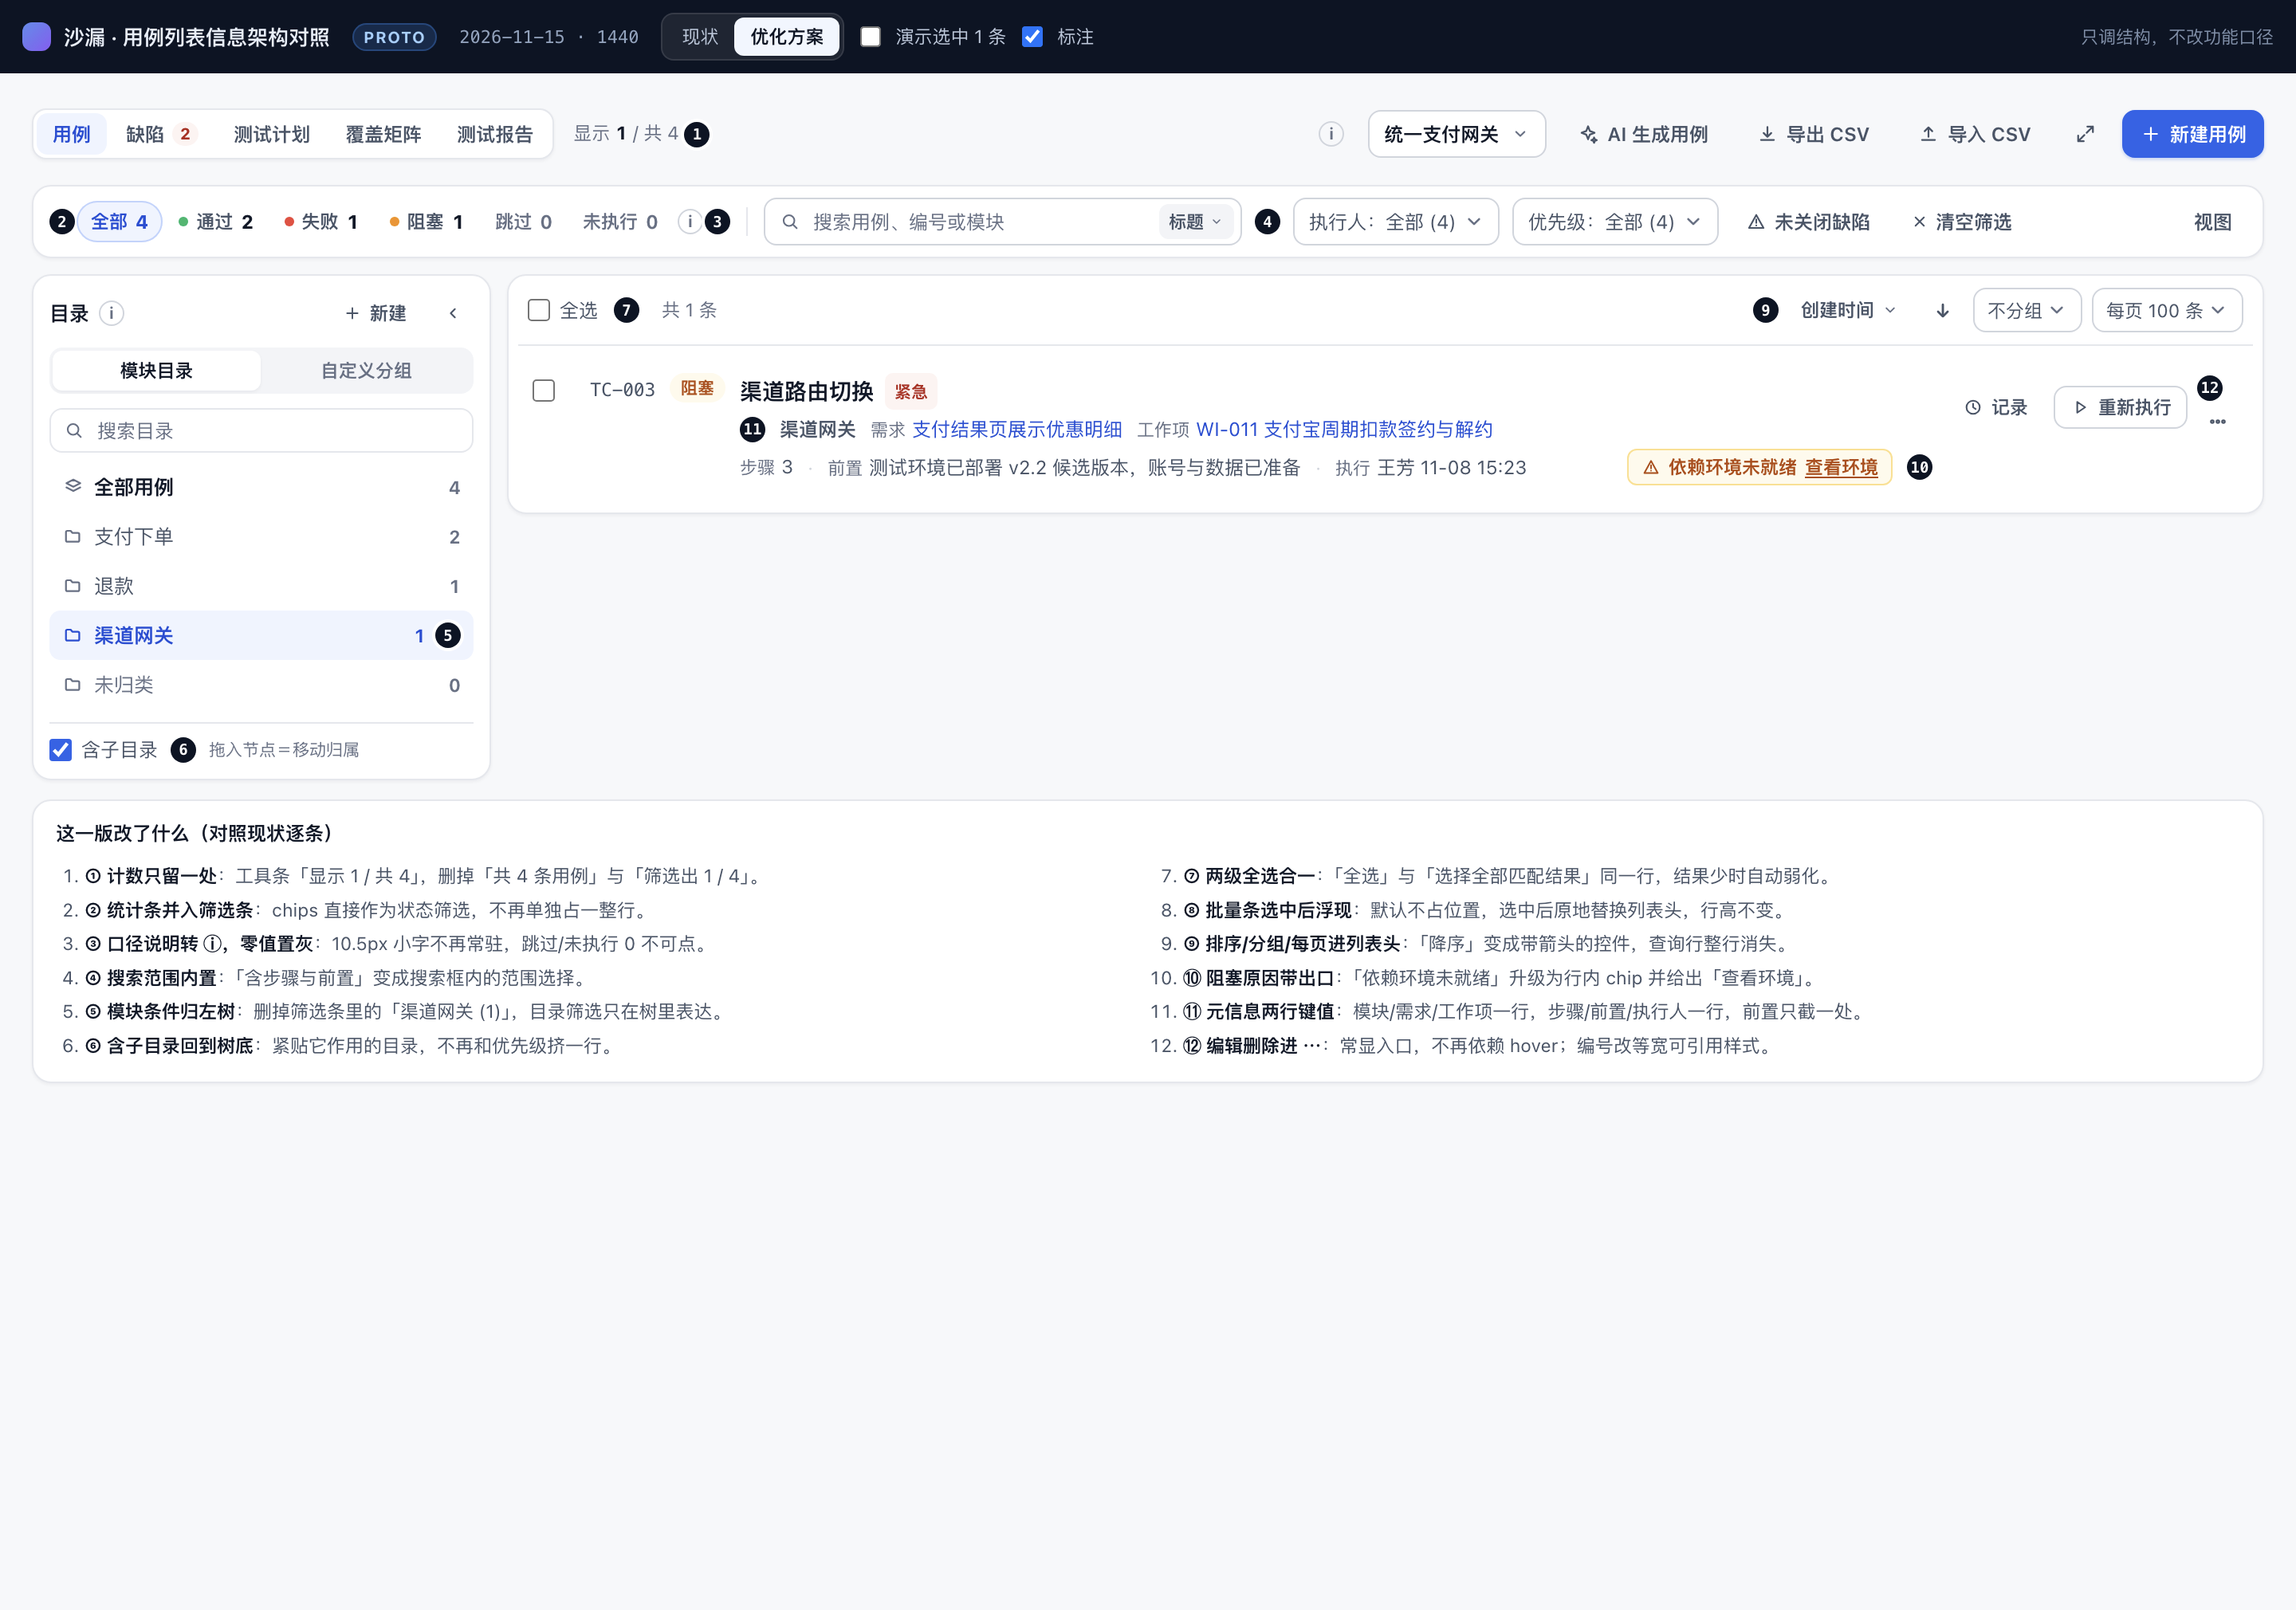 沙漏 · 用例列表信息架构对照 PROTO 2026-11-15 · 1440 现状 优化方案 演示选中 1 条 标注 只调结构，不改功能口径
用例 缺陷 2 测试计划 覆盖矩阵 测试报告 显示 1 / 共 4 1 i 统一支付网关 AI 生成用例 导出 CSV 导入 CSV + 新建用例
2 全部 4 通过 2 失败 1 阻塞 1 跳过 0 未执行 0 i 3 搜索用例、编号或模块 标题 4 执行人：全部 (4) 优先级：全部 (4) 未关闭缺陷 × 清空筛选 视图
目录 i + 新建
模块目录 自定义分组
搜索目录
全部用例 4
支付下单 2
退款 1
渠道网关 1 5
未归类 0
含子目录 6 拖入节点＝移动归属
全选 7 共 1 条 9 创建时间 ↓ 不分组 每页 100 条
TC-003 阻塞 渠道路由切换 紧急
11 渠道网关 需求 支付结果页展示优惠明细 工作项 WI-011 支付宝周期扣款签约与解约
步骤 3 · 前置 测试环境已部署 v2.2 候选版本，账号与数据已准备 · 执行 王芳 11-08 15:23 依赖环境未就绪 查看环境 10
记录 重新执行 12 •••
这一版改了什么（对照现状逐条）
1. ① 计数只留一处：工具条「显示 1 / 共 4」，删掉「共 4 条用例」与「筛选出 1 / 4」。
2. ② 统计条并入筛选条：chips 直接作为状态筛选，不再单独占一整行。
3. ③ 口径说明转 ⓘ，零值置灰：10.5px 小字不再常驻，跳过/未执行 0 不可点。
4. ④ 搜索范围内置：「含步骤与前置」变成搜索框内的范围选择。
5. ⑤ 模块条件归左树：删掉筛选条里的「渠道网关 (1)」，目录筛选只在树里表达。
6. ⑥ 含子目录回到树底：紧贴它作用的目录，不再和优先级挤一行。
7. ⑦ 两级全选合一：「全选」与「选择全部匹配结果」同一行，结果少时自动弱化。
8. ⑧ 批量条选中后浮现：默认不占位置，选中后原地替换列表头，行高不变。
9. ⑨ 排序/分组/每页进列表头：「降序」变成带箭头的控件，查询行整行消失。
10. ⑩ 阻塞原因带出口：「依赖环境未就绪」升级为行内 chip 并给出「查看环境」。
11. ⑪ 元信息两行键值：模块/需求/工作项一行，步骤/前置/执行人一行，前置只截一处。
12. ⑫ 编辑删除进 ⋯：常显入口，不再依赖 hover；编号改等宽可引用样式。